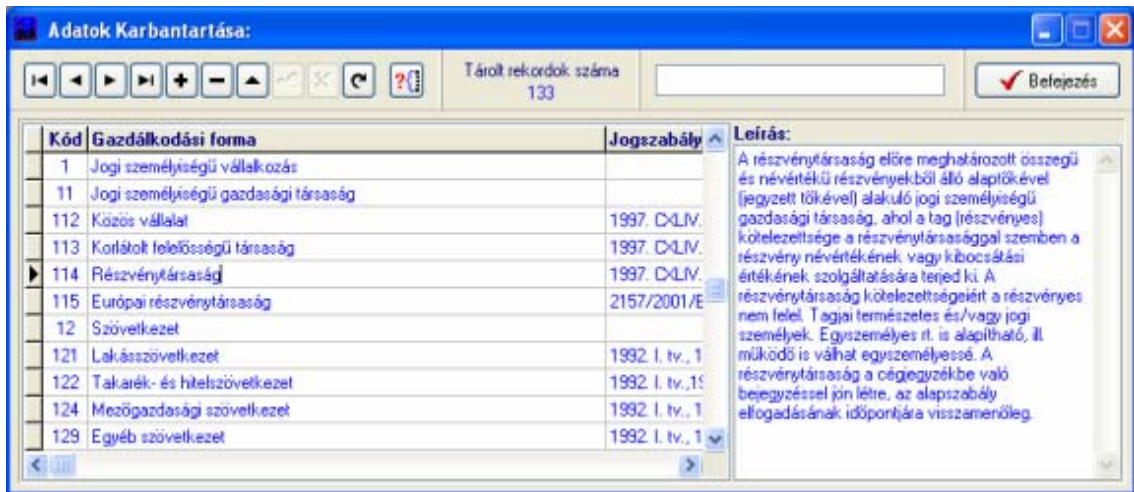 Adatok Karbantartása:
Tárolt rekordok száma
133
Befejezés
Kód Gazdálkodási forma Jogszabály
1 Jogi személyiségű vállalkozás
11 Jogi személyiségű gazdasági társaság
112 Közös vállalat 1997. CXLIV.
113 Korlátolt felelősségű társaság 1997. CXLIV.
114 Részvénytársaság 1997. CXLIV.
115 Európai részvénytársaság 2157/2001/E
12 Szövetkezet
121 Lakásszövetkezet 1992. I. tv., 1
122 Takarék- és hitelszövetkezet 1992. I. tv.,19
124 Mezőgazdasági szövetkezet 1992. I. tv., 1
129 Egyéb szövetkezet 1992. I. tv., 1
Leírás:
A részvénytársaság előre meghatározott összegű
és névértékű részvényekből álló alaptőkével
(jegyzett tőkével) alakuló jogi személyiségű
gazdasági társaság, ahol a tag (részvényes)
kötelezettsége a részvénytársasággal szemben a
részvény névértékének vagy kibocsátási
értékének szolgáltatására terjed ki. A
részvénytársaság kötelezettségeiért a részvényes
nem felel. Tagjai természetes és/vagy jogi
személyek. Egyszemélyes rt. is alapítható, ill.
működő is válhat egyszemélyessé. A
részvénytársaság a cégjegyzékbe való
bejegyzéssel jön létre, az alapszabály
elfogadásának időpontjára visszamenőleg.